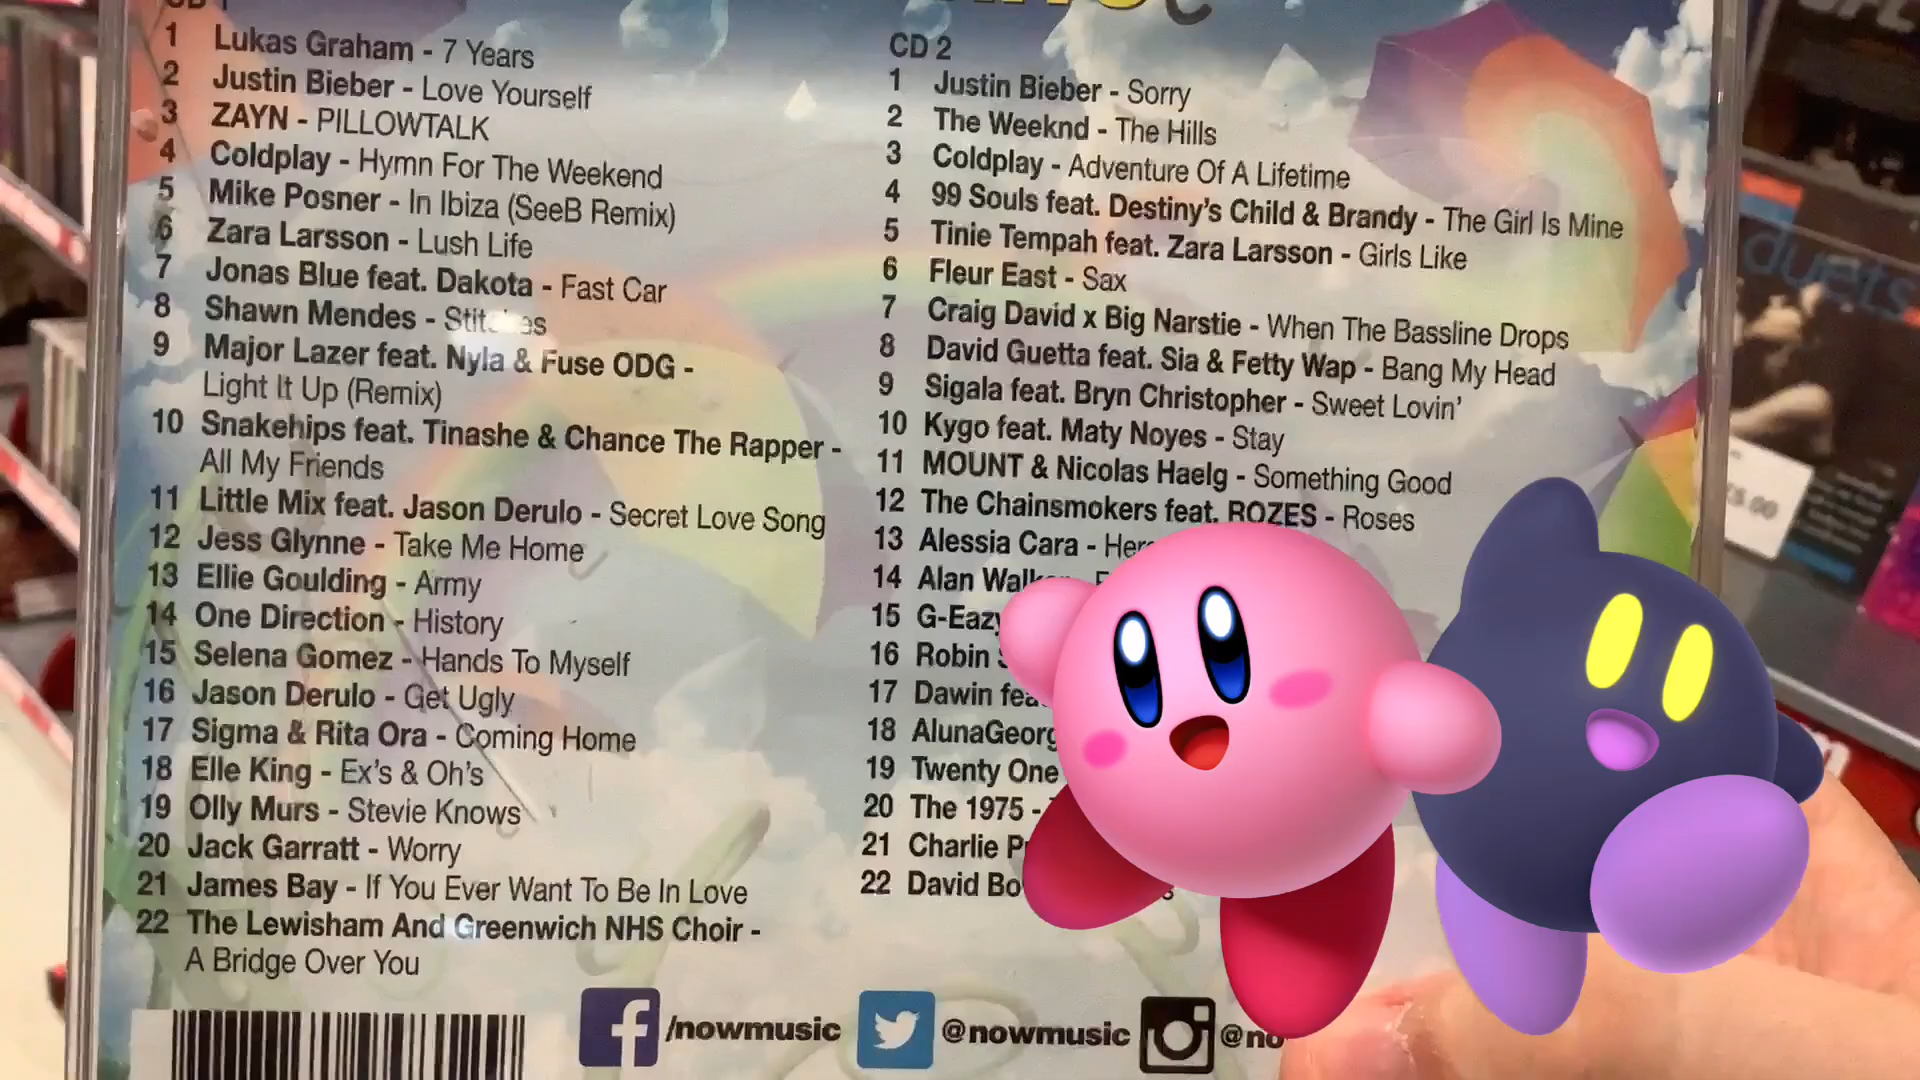 CD 1
1 Lukas Graham - 7 Years
2 Justin Bieber - Love Yourself
3 ZAYN - PILLOWTALK
4 Coldplay - Hymn For The Weekend
5 Mike Posner - In Ibiza (SeeB Remix)
6 Zara Larsson - Lush Life
7 Jonas Blue feat. Dakota - Fast Car
8 Shawn Mendes -
9 Major Lazer feat. Nyla & Fuse ODG -
Light It Up (Remix)
10 Snakehips feat. Tinashe & Chance The Rapper -
All My Friends
11 Little Mix feat. Jason Derulo - Secret Love Song
12 Jess Glynne - Take Me Home
13 Ellie Goulding - Army
14 One Direction - History
15 Selena Gomez - Hands To Myself
16 Jason Derulo - Get Ugly
17 Sigma & Rita Ora - Coming Home
18 Elle King - Ex's & Oh's
19 Olly Murs - Stevie Knows
20 Jack Garratt - Worry
21 James Bay - If You Ever Want To Be In Love
22 The Lewisham And Greenwich NHS Choir -
A Bridge Over You
CD 2
1 Justin Bieber - Sorry
2 The Weeknd - The Hills
3 Coldplay - Adventure Of A Lifetime
4 99 Souls feat. Destiny's Child & Brandy - The Girl Is Mine
5 Tinie Tempah feat. Zara Larsson - Girls Like
6 Fleur East - Sax
7 Craig David x Big Narstie - When The Bassline Drops
8 David Guetta feat. Sia & Fetty Wap - Bang My Head
9 Sigala feat. Bryn Christopher - Sweet Lovin'
10 Kygo feat. Maty Noyes - Stay
11 MOUNT & Nicolas Haelg - Something Good
12 The Chainsmokers feat. ROZES - Roses
13 Alessia Cara -
14 Alan
15
16 Robin
17 Dawin
18
19 Twenty One
20 The 1975 -
21 Charlie
22 David
/nowmusic
@nowmusic
duets